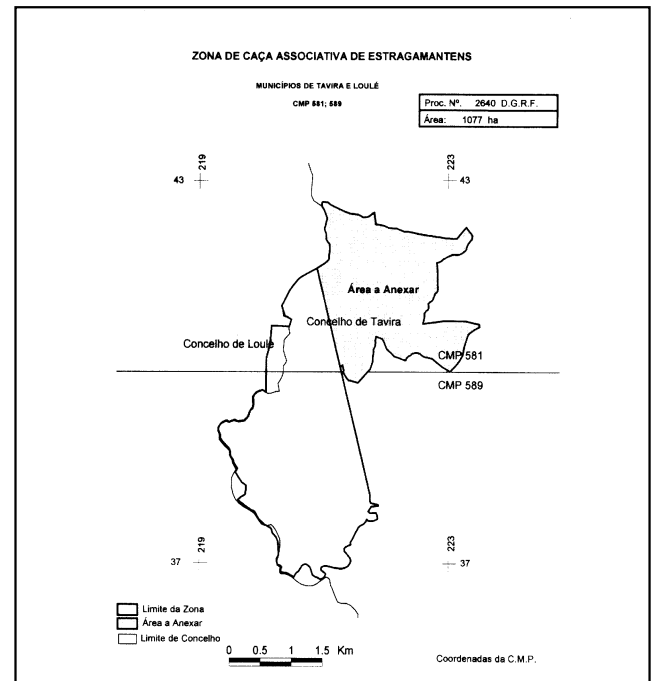 ZONA DE CAÇA ASSOCIATIVA DE ESTRAGAMANTENS
MUNICÍPIOS DE TAVIRA E LOULÉ
CMP 581; 589
Proc. Nº. 2640 D.G.R.F.
Área: 1077 ha
219
223
43
43
Área a Anexar
Concelho de Tavira
Concelho de Loulé
CMP 581
CMP 589
219
223
37
37
Limite da Zona
Área a Anexar
Limite de Concelho
0 0.5 1 1.5 Km
Coordenadas da C.M.P.